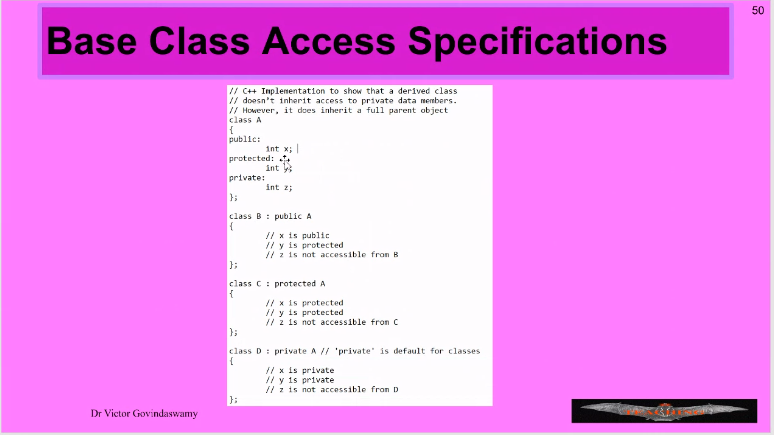 50
Base Class Access Specifications
// C++ Implementation to show that a derived class
// doesn't inherit access to private data members.
// However, it does inherit a full parent object
class A
{
public:
        int x;
protected:
        int y;
private:
        int z;
};

class B : public A
{
        // x is public
        // y is protected
        // z is not accessible from B
};

class C : protected A
{
        // x is protected
        // y is protected
        // z is not accessible from C
};

class D : private A // 'private' is default for classes
{
        // x is private
        // y is private
        // z is not accessible from D
};
Dr Victor Govindaswamy